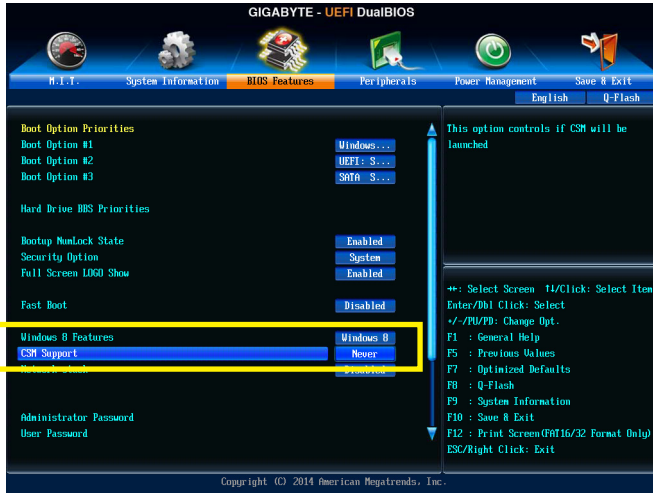 GIGABYTE - UEFI DualBIOS
M.I.T. System Information BIOS Features Peripherals Power Management Save & Exit
English Q-Flash
Boot Option Priorities
Boot Option #1 Windows...
Boot Option #2 UEFI: S...
Boot Option #3 SATA S...
Hard Drive BBS Priorities
Bootup NumLock State Enabled
Security Option System
Full Screen LOGO Show Enabled
Fast Boot Disabled
Windows 8 Features Windows 8
CSM Support Never
Network stack Disabled
Administrator Password
User Password
This option controls if CSM will be
launched
↔: Select Screen ↑↓/Click: Select Item
Enter/Dbl Click: Select
+/-/PU/PD: Change Opt.
F1 : General Help
F5 : Previous Values
F7 : Optimized Defaults
F8 : Q-Flash
F9 : System Information
F10 : Save & Exit
F12 : Print Screen(FAT16/32 Format Only)
ESC/Right Click: Exit
Copyright (C) 2014 American Megatrends, Inc.